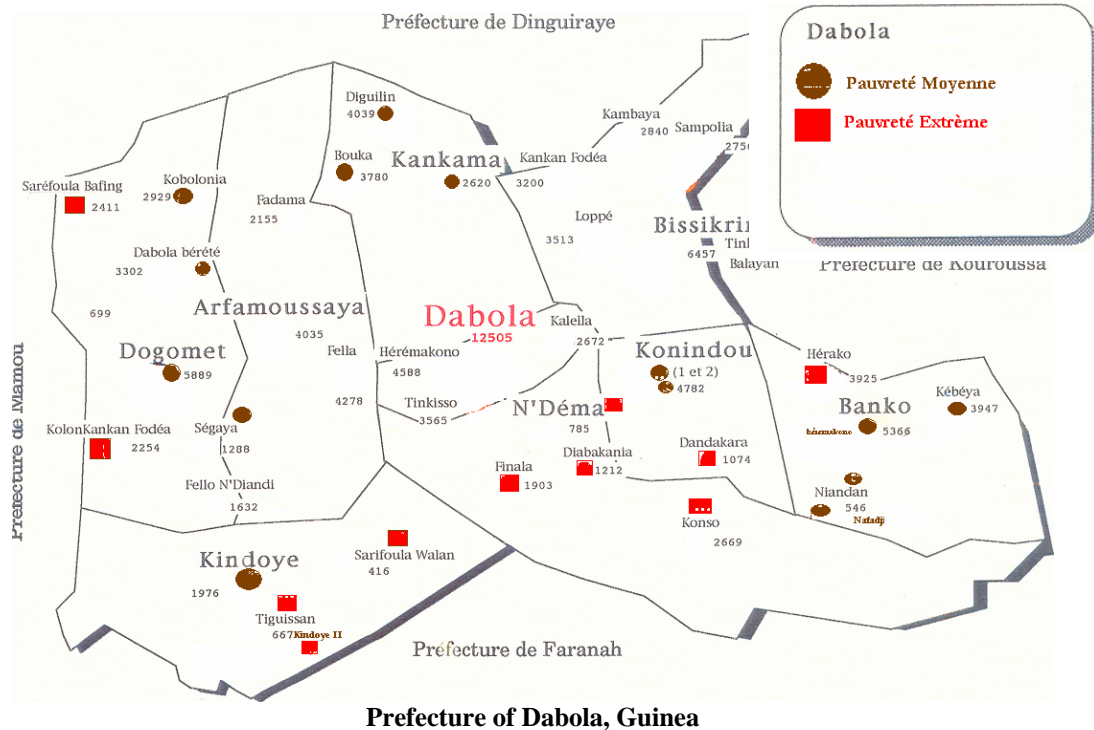 Préfecture de Dinguiraye
Dabola
Pauvreté Moyenne
Pauvreté Extrème
Diguilin
4039
Kambaya
2840
Sampolia
2750
Bouka
3780
Kankama
2620
Kankan Fodéa
3200
Saréfoula Bafing
2411
Kobolonia
2929
Fadama
2155
Loppé
3513
Bissikrin
6457
Tinl
Balayan
Préfecture de Kouroussa
Dabola bérété
3302
699
Arfamoussaya
4035
Dabola
12505
Kaleila
2672
Fella
4278
Hérémakono
4588
Tinkisso
3565
Dogomet
5889
Konindou
(1 et 2)
4782
Hérako
3925
Banko
5366
Hérémakono
Kébéya
3947
Préfecture de Mamou
KolonKankan Fodéa
2254
Ségaya
1288
N'Déma
785
Diabakania
1212
Dandakara
1074
Finala
1903
Fello N'Diandi
1632
Niandan
546
Nafadji
Konso
2669
Kindoye
1976
Sarifoula Walan
416
Tiguissan
667
Kindoye II
Préfecture de Faranah
Prefecture of Dabola, Guinea